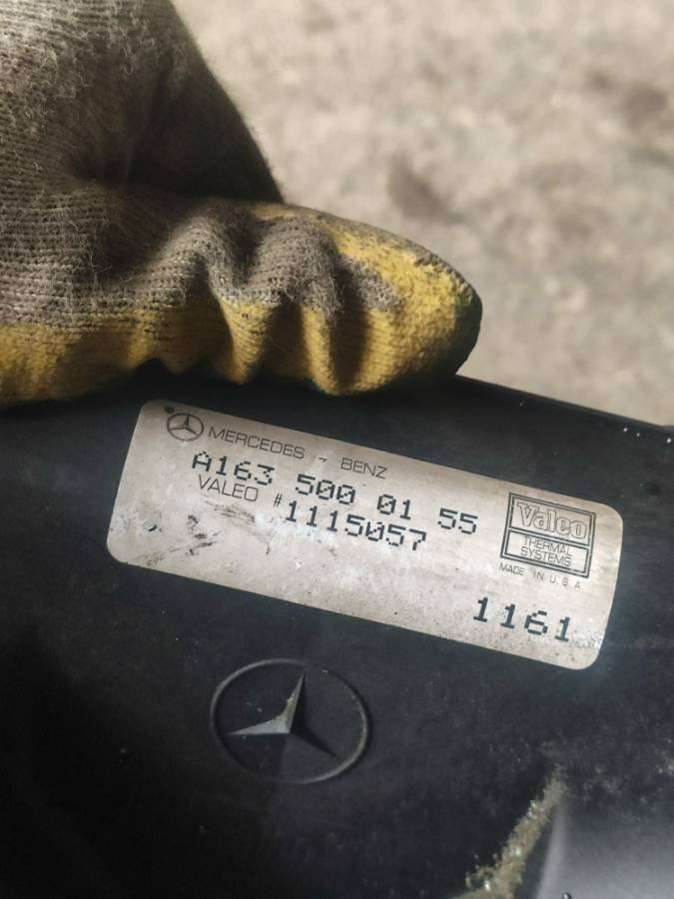 MERCEDES - BENZ
A163 500 01 55
VALEO #1115057
Valeo
THERMAL
SYSTEMS
MADE IN U.S.A
1161